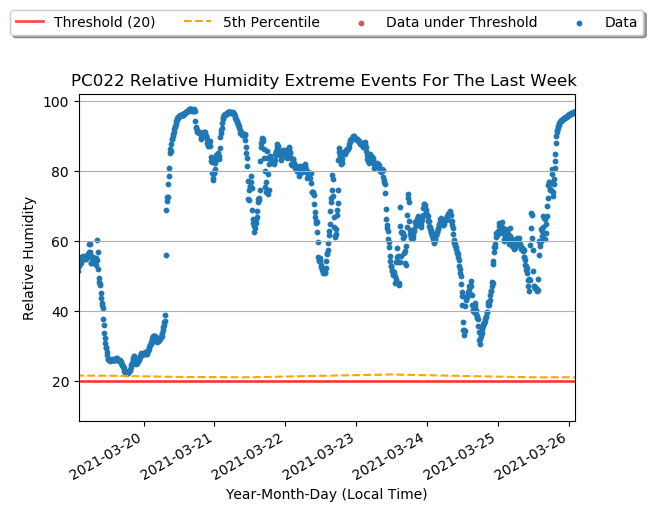 Threshold (20) 5th Percentile Data under Threshold Data
PC022 Relative Humidity Extreme Events For The Last Week
100
80
60
40
20
Relative Humidity
2021-03-20 2021-03-21 2021-03-22 2021-03-23 2021-03-24 2021-03-25 2021-03-26
Year-Month-Day (Local Time)